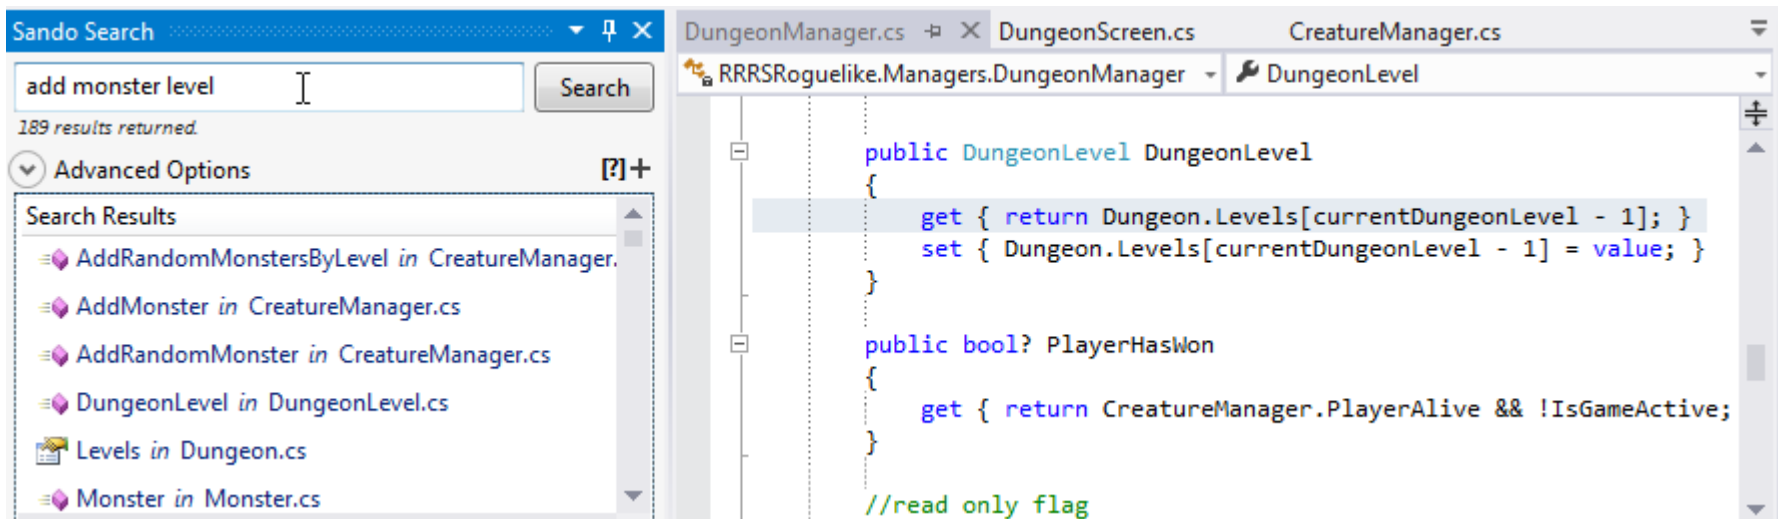 Sando Search
add monster level
Search
189 results returned.
Advanced Options
[?]
Search Results
AddRandomMonstersByLevel in CreatureManager.
AddMonster in CreatureManager.cs
AddRandomMonster in CreatureManager.cs
DungeonLevel in DungeonLevel.cs
Levels in Dungeon.cs
Monster in Monster.cs
DungeonManager.cs
DungeonScreen.cs
CreatureManager.cs
RRRSRoguelike.Managers.DungeonManager
DungeonLevel
public DungeonLevel DungeonLevel
{
get { return Dungeon.Levels[currentDungeonLevel - 1]; }
set { Dungeon.Levels[currentDungeonLevel - 1] = value; }
}
public bool? PlayerHasWon
{
get { return CreatureManager.PlayerAlive && !IsGameActive;
}
//read only flag